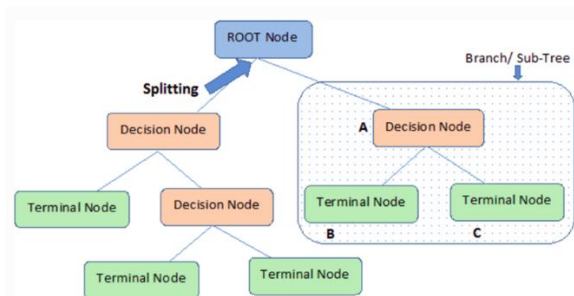 ROOT Node
Branch/ Sub-Tree
Splitting
Decision Node
A Decision Node
Terminal Node
Decision Node
Terminal Node
Terminal Node
B
C
Terminal Node
Terminal Node